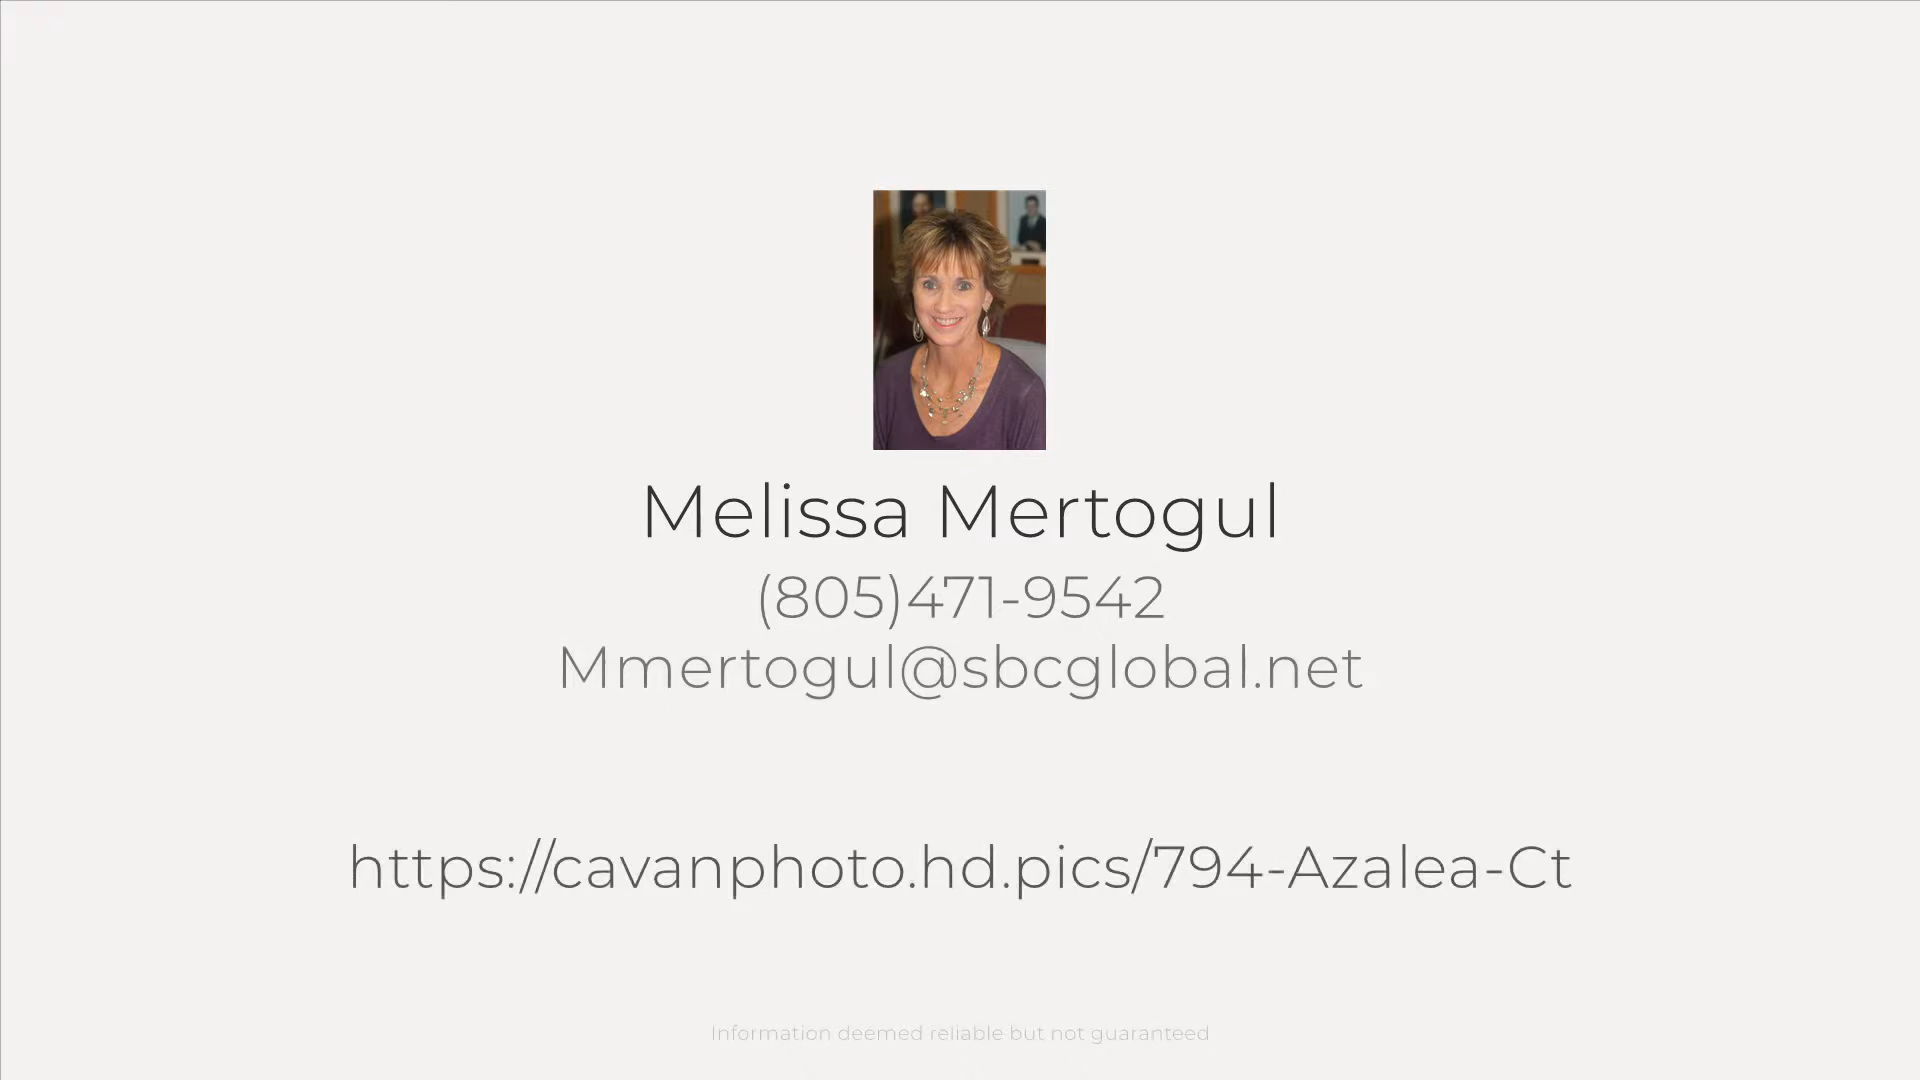 Melissa Mertogul
(805)471-9542
Mmertogul@sbcglobal.net
https://cavanphoto.hd.pics/794-Azalea-Ct
Information deemed reliable but not guaranteed